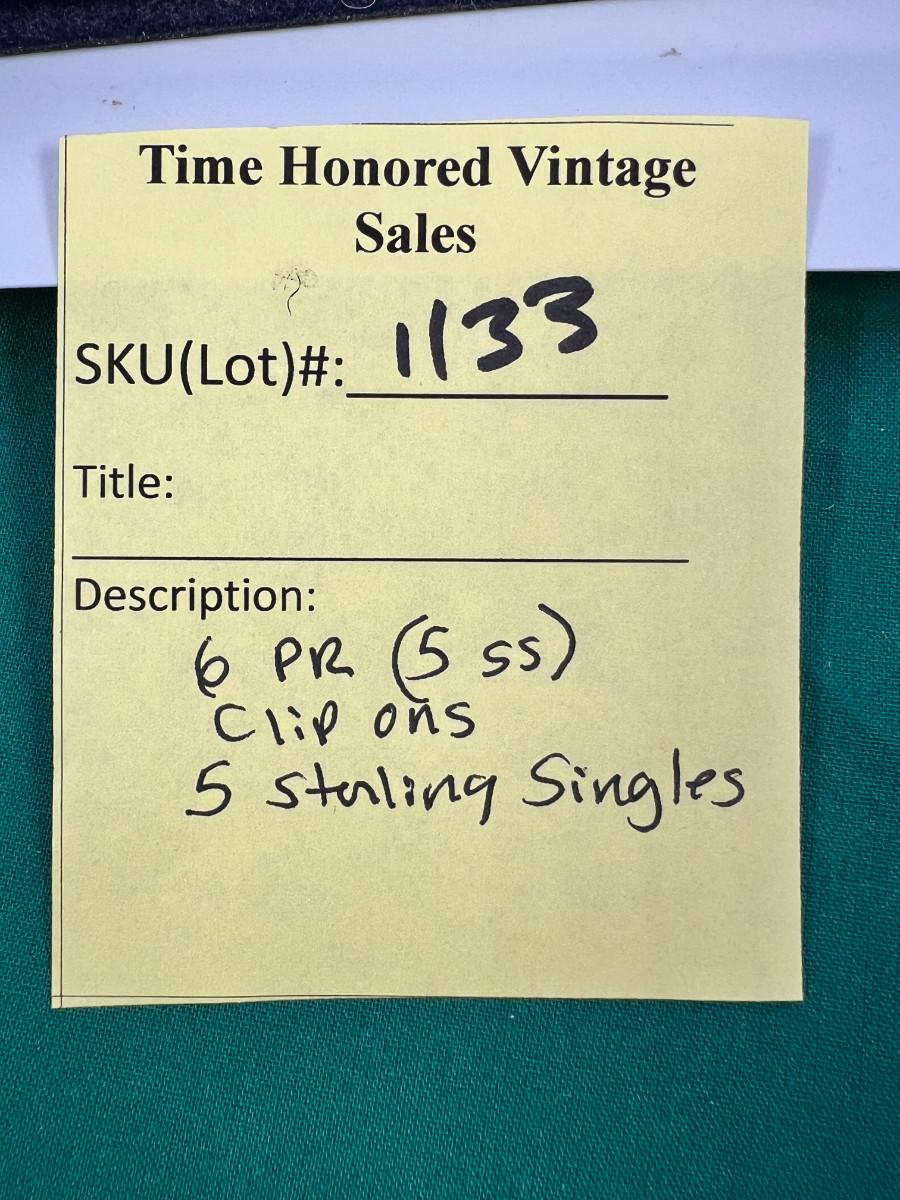 Time Honored Vintage
Sales
SKU(Lot)#: 1133
Title:
Description:
6 PR (5 ss)
Clip ons
5 Sterling Singles